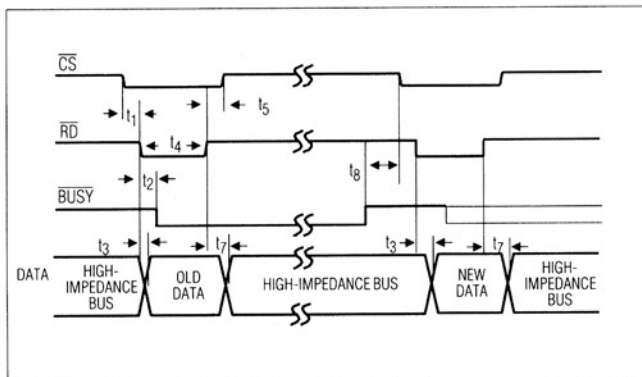 CS
t1
t5
RD
t4
t2
t8
BUSY
t3
t7
t3
t7
DATA
HIGH-
IMPEDANCE
BUS
OLD
DATA
HIGH-IMPEDANCE BUS
NEW
DATA
HIGH-
IMPEDANCE
BUS